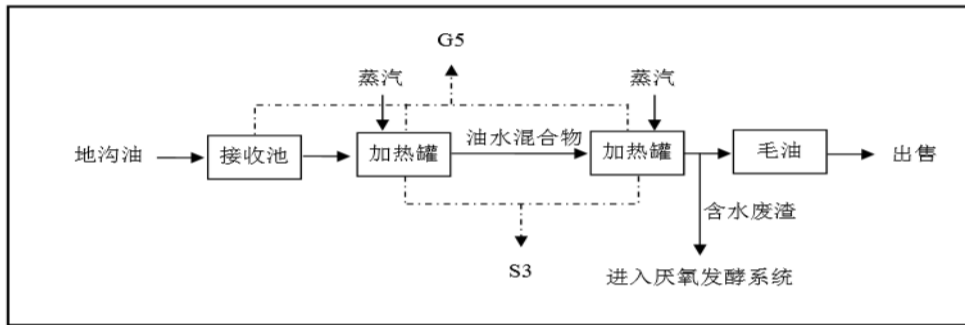 G5
蒸汽
蒸汽
地沟油
接收池
加热罐
油水混合物
加热罐
毛油
出售
含水废渣
S3
进入厌氧发酵系统